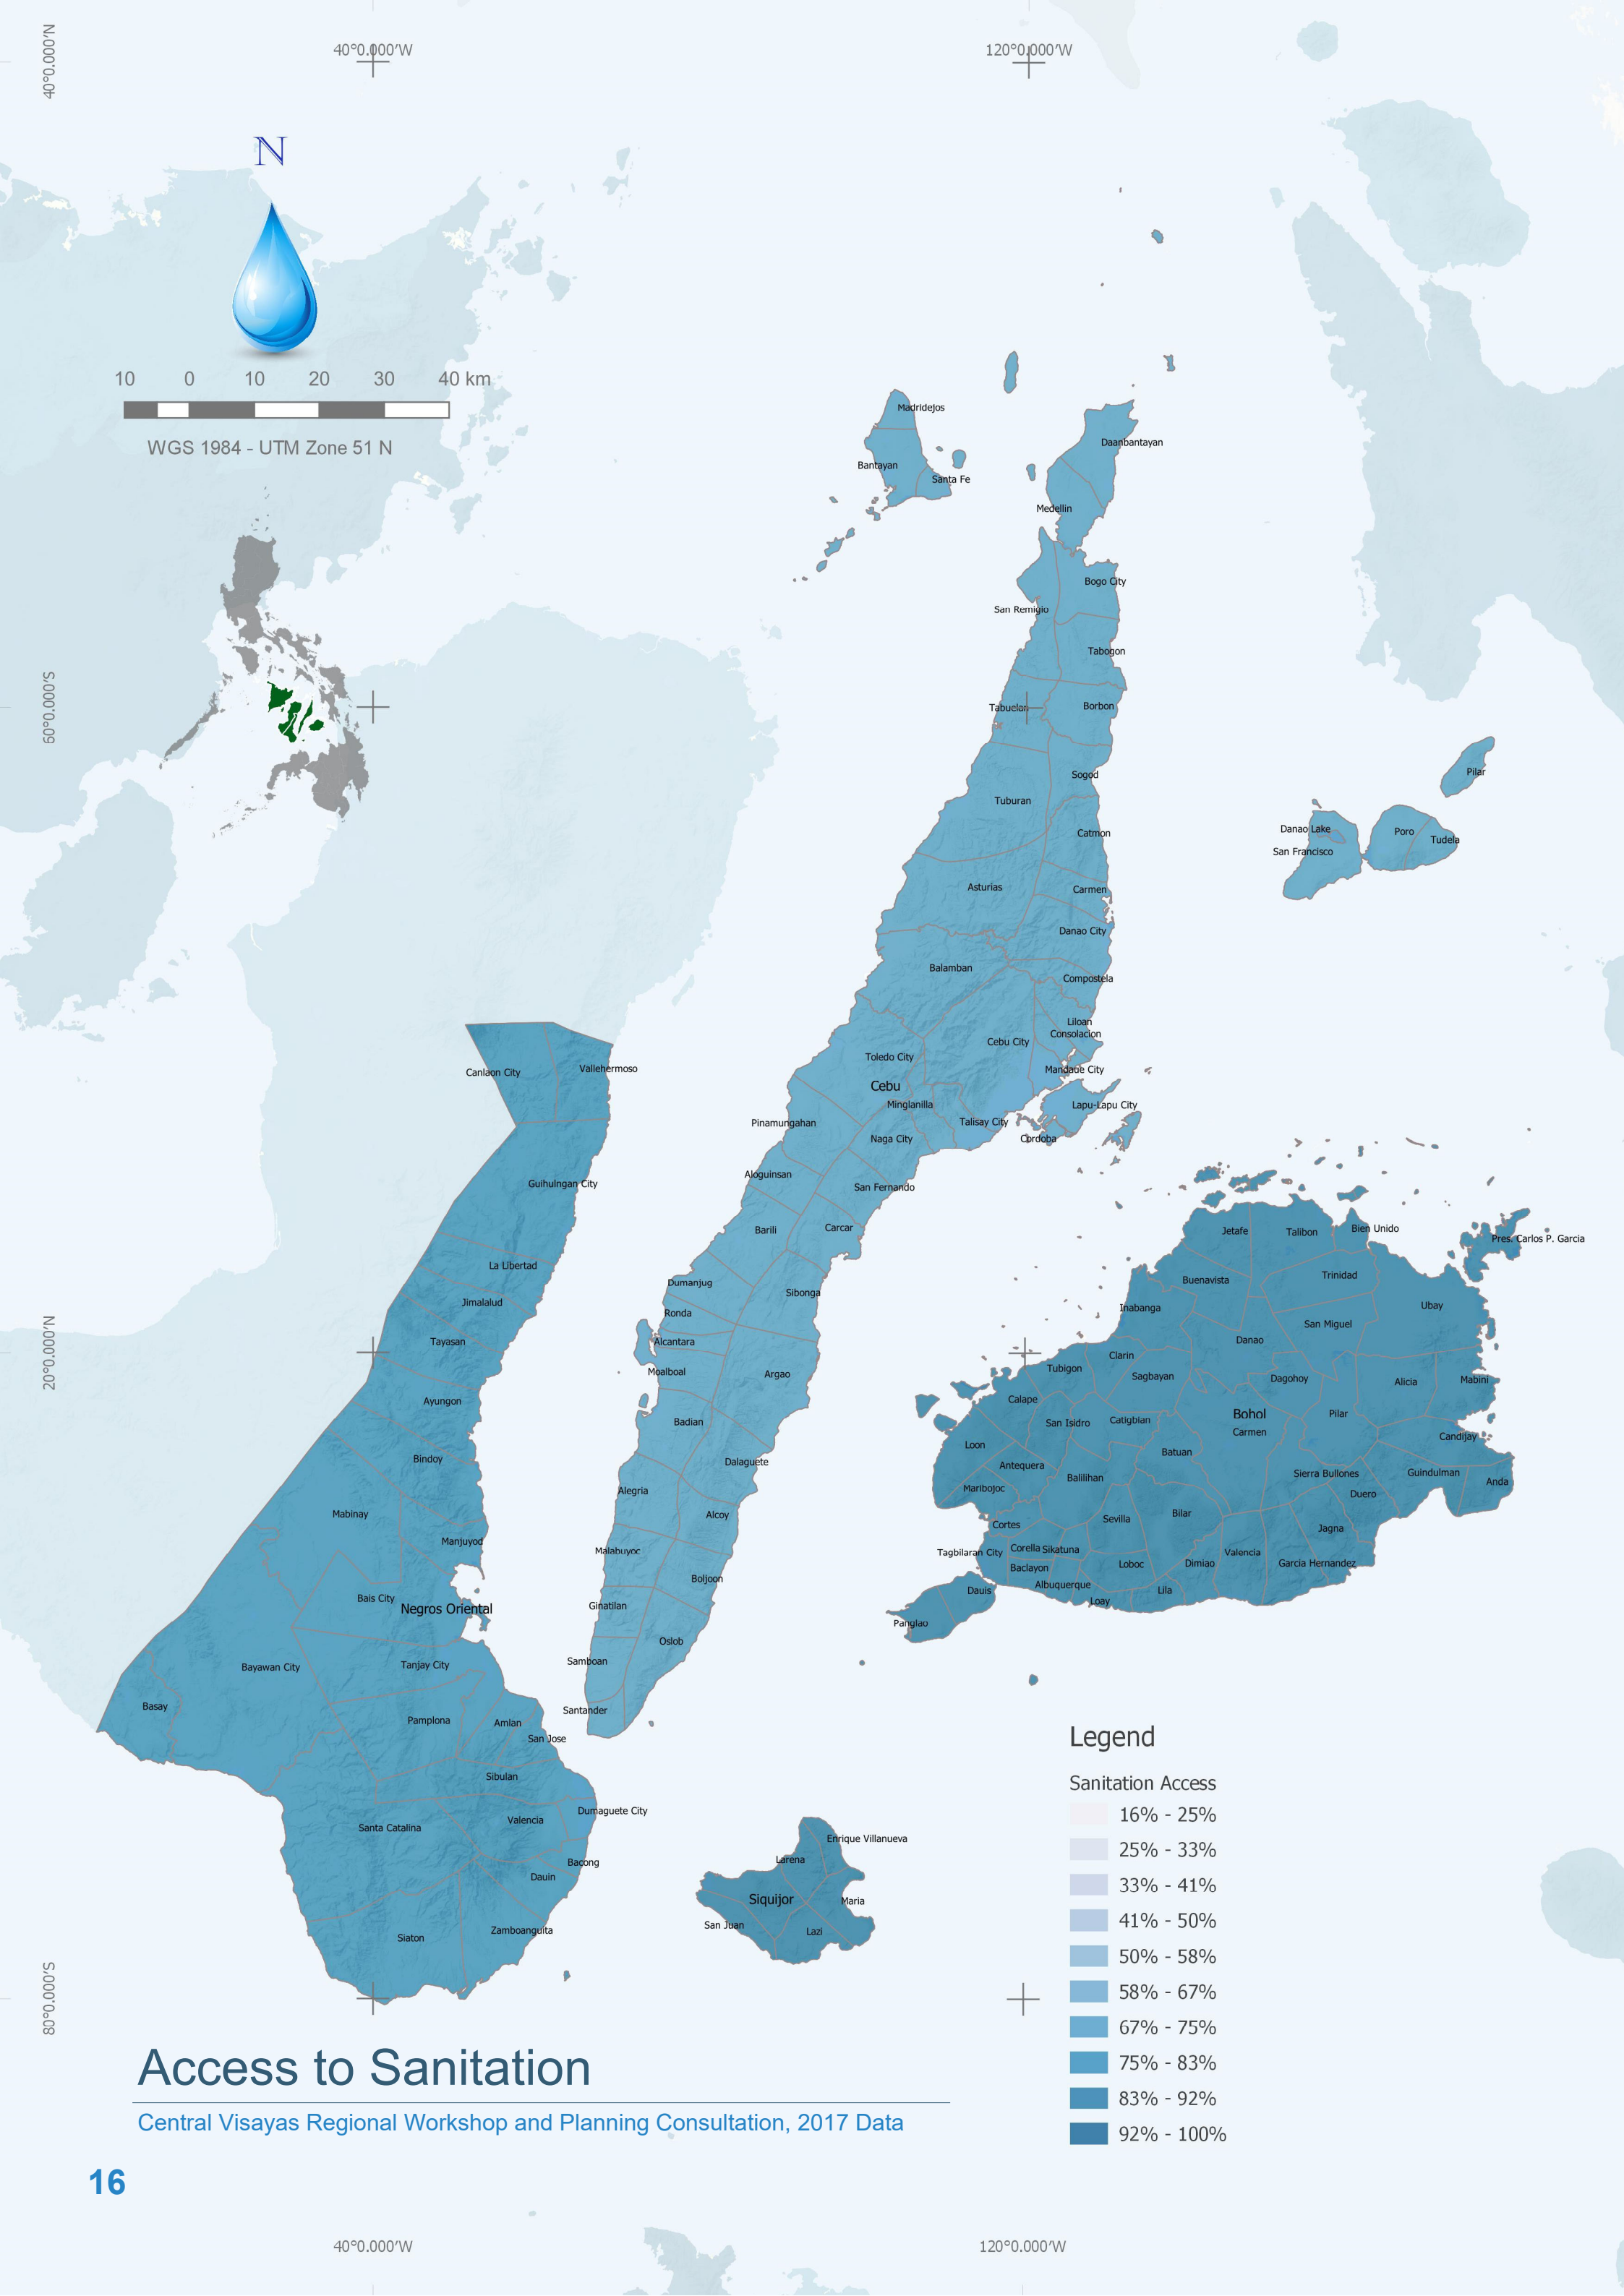 40°0.000′W
120°0.000′W
40°0.000′N
N
10 0 10 20 30 40 km
WGS 1984 - UTM Zone 51 N
60°0.000′S
20°0.000′N
80°0.000′S
Madridejos
Bantayan
Santa Fe
Daanbantayan
Medellin
Bogo City
San Remigio
Tabogon
Tabuelan
Borbon
Sogod
Tuburan
Catmon
Asturias
Carmen
Danao City
Balamban
Compostela
Liloan
Consolacion
Cebu City
Toledo City
Mandaue City
Cebu
Minglanilla
Lapu-Lapu City
Talisay City
Cordoba
Pinamungahan
Naga City
Aloguinsan
San Fernando
Barili
Carcar
Dumanjug
Sibonga
Ronda
Alcantara
Moalboal
Argao
Badian
Dalaguete
Alegria
Alcoy
Malabuyoc
Boljoon
Ginatilan
Oslob
Samboan
Santander
Pilar
Danao Lake
San Francisco
Poro
Tudela
Canlaon City
Vallehermoso
Guihulngan City
La Libertad
Jimalalud
Tayasan
Ayungon
Bindoy
Mabinay
Manjuyod
Bais City
Negros Oriental
Bayawan City
Tanjay City
Basay
Pamplona
Amlan
San Jose
Sibulan
Dumaguete City
Valencia
Santa Catalina
Bacong
Dauin
Zamboanguita
Siaton
Jetafe
Talibon
Bien Unido
Pres. Carlos P. Garcia
Buenavista
Trinidad
Inabanga
Ubay
San Miguel
Danao
Clarin
Tubigon
Sagbayan
Dagohoy
Alicia
Mabini
Calape
Bohol
Pilar
San Isidro
Catigbian
Carmen
Candijay
Loon
Batuan
Antequera
Balilihan
Sierra Bullones
Guindulman
Anda
Maribojoc
Duero
Cortes
Sevilla
Bilar
Jagna
Tagbilaran City
Corella
Sikatuna
Valencia
Baclayon
Loboc
Dimiao
Garcia Hernandez
Albuquerque
Lila
Dauis
Loay
Panglao
Enrique Villanueva
Larena
Siquijor
Maria
San Juan
Lazi
Legend
Sanitation Access
16% - 25%
25% - 33%
33% - 41%
41% - 50%
50% - 58%
58% - 67%
67% - 75%
75% - 83%
83% - 92%
92% - 100%
Access to Sanitation
Central Visayas Regional Workshop and Planning Consultation, 2017 Data
16
40°0.000′W
120°0.000′W